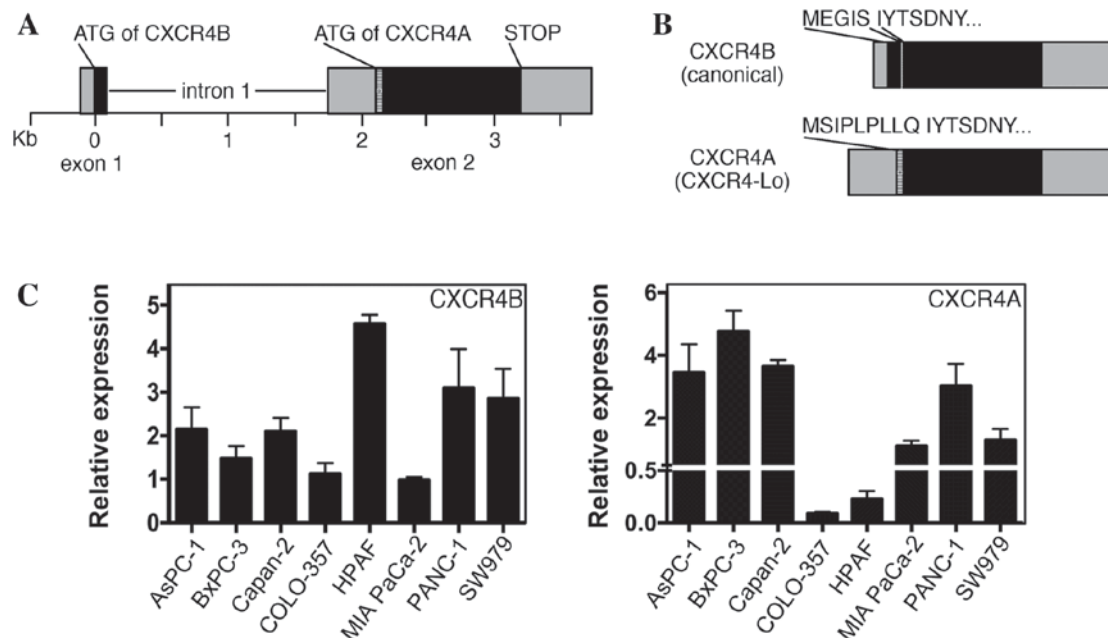 A
ATG of CXCR4B
ATG of CXCR4A
STOP
intron 1
Kb
0
1
2
3
exon 1
exon 2
B
MEGIS IYTSDNY...
CXCR4B
(canonical)
MSIPLPLLQ IYTSDNY...
CXCR4A
(CXCR4-Lo)
C
CXCR4B
Relative expression
5
4
3
2
1
0
AsPC-1
BxPC-3
Capan-2
COLO-357
HPAF
MIA PaCa-2
PANC-1
SW979
CXCR4A
Relative expression
6
4
2
.5
0.5
0.0
AsPC-1
BxPC-3
Capan-2
COLO-357
HPAF
MIA PaCa-2
PANC-1
SW979